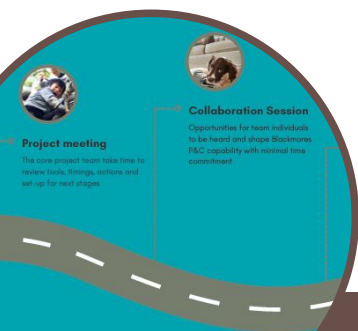 Project meeting
The core project team take time to
review tools, timings, actions and
set-up for next stages
Collaboration Session
Opportunities for team individuals
to be heard and shape Blackmores
P&C capability with minimal time
commitment